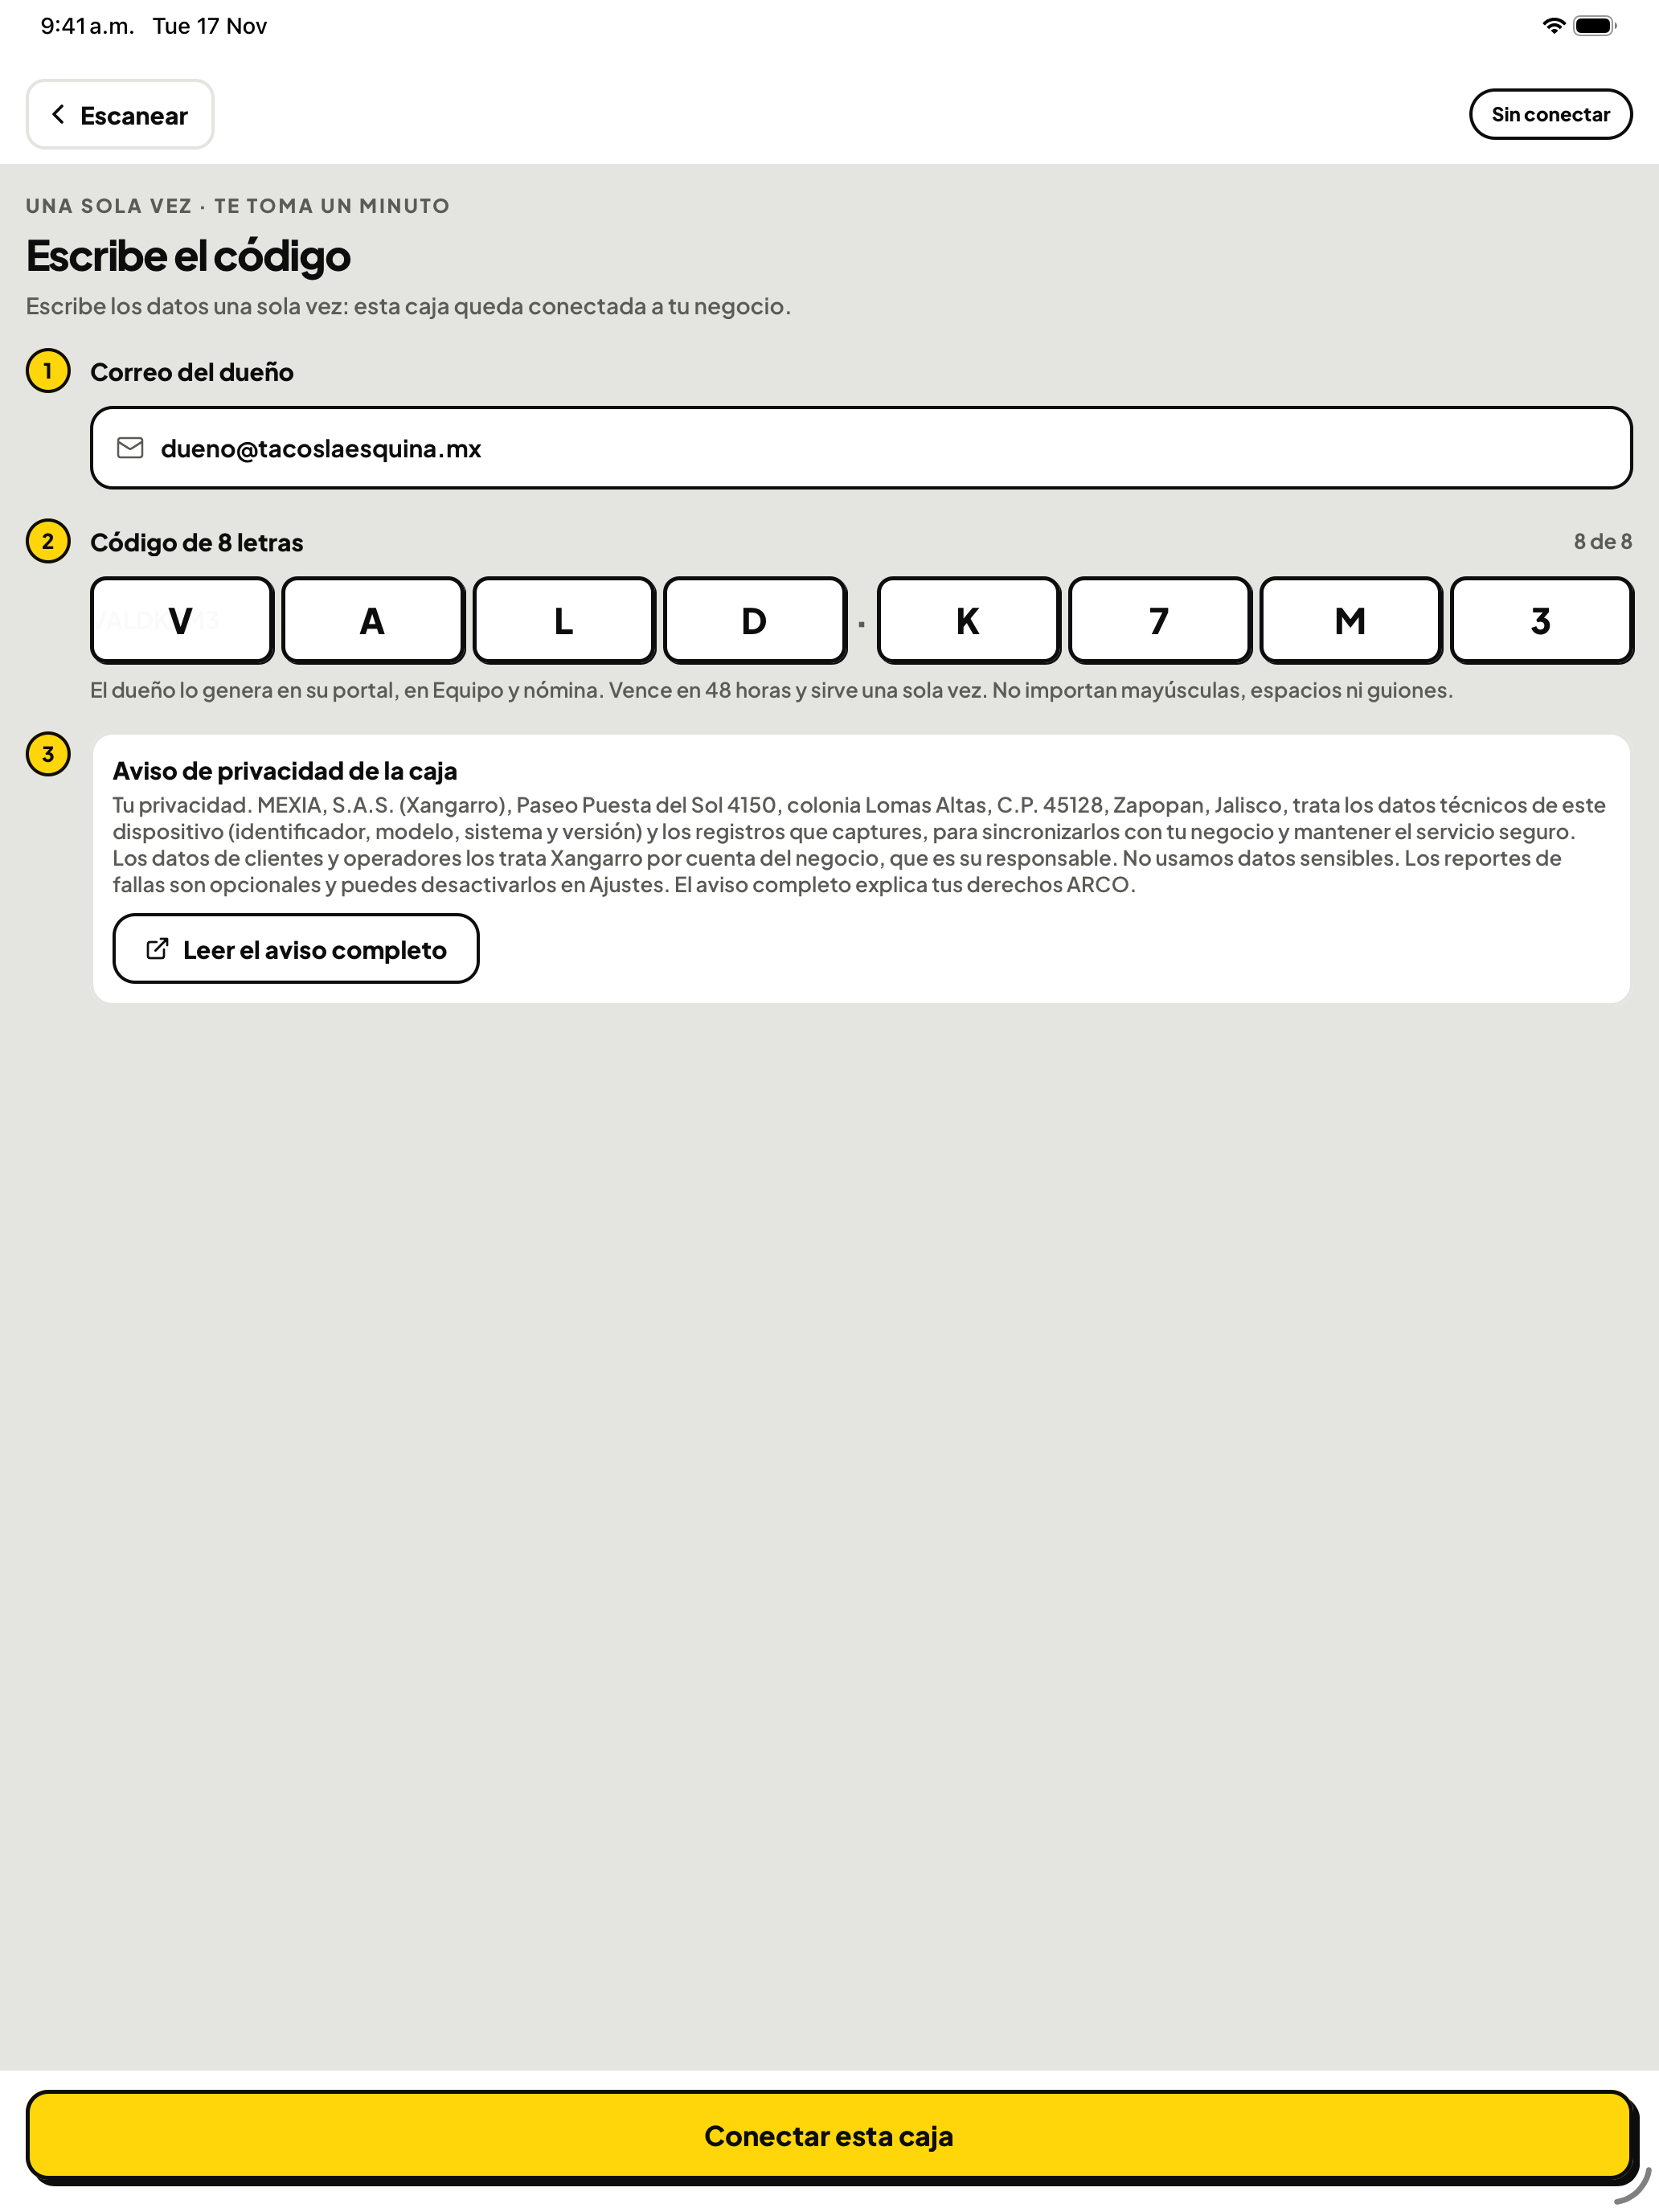 9:41 a.m. Tue 17 Nov
Escanear
Sin conectar
UNA SOLA VEZ · TE TOMA UN MINUTO
Escribe el código
Escribe los datos una sola vez: esta caja queda conectada a tu negocio.
1 Correo del dueño
dueno@tacoslaesquina.mx
2 Código de 8 letras 8 de 8
V A L D · K 7 M 3
El dueño lo genera en su portal, en Equipo y nómina. Vence en 48 horas y sirve una sola vez. No importan mayúsculas, espacios ni guiones.
3 Aviso de privacidad de la caja
Tu privacidad. MEXIA, S.A.S. (Xangarro), Paseo Puesta del Sol 4150, colonia Lomas Altas, C.P. 45128, Zapopan, Jalisco, trata los datos técnicos de este
dispositivo (identificador, modelo, sistema y versión) y los registros que captures, para sincronizarlos con tu negocio y mantener el servicio seguro.
Los datos de clientes y operadores los trata Xangarro por cuenta del negocio, que es su responsable. No usamos datos sensibles. Los reportes de
fallas son opcionales y puedes desactivarlos en Ajustes. El aviso completo explica tus derechos ARCO.
Leer el aviso completo
Conectar esta caja